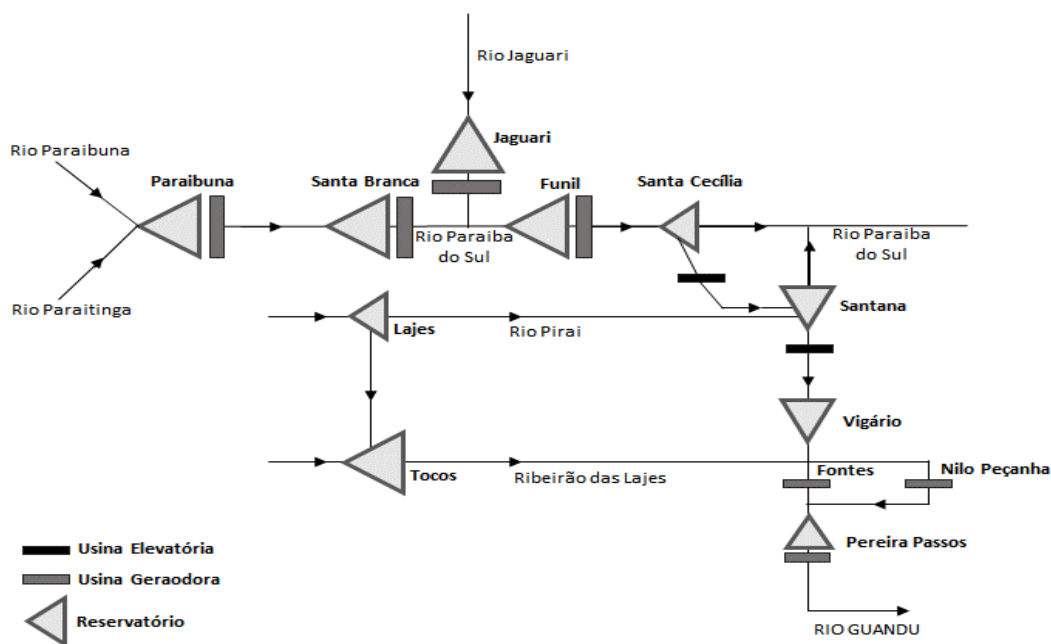 Rio Jaguari
Jaguari
Rio Paraibuna
Paraibuna
Santa Branca
Funil
Santa Cecília
Rio Paraiba
do Sul
Rio Paraiba
do Sul
Rio Paraitinga
Santana
Lajes
Rio Pirai
Vigário
Tocos
Ribeirão das Lajes
Fontes
Nilo Peçanha
Pereira Passos
Usina Elevatória
Usina Geraodora
Reservatório
RIO GUANDU